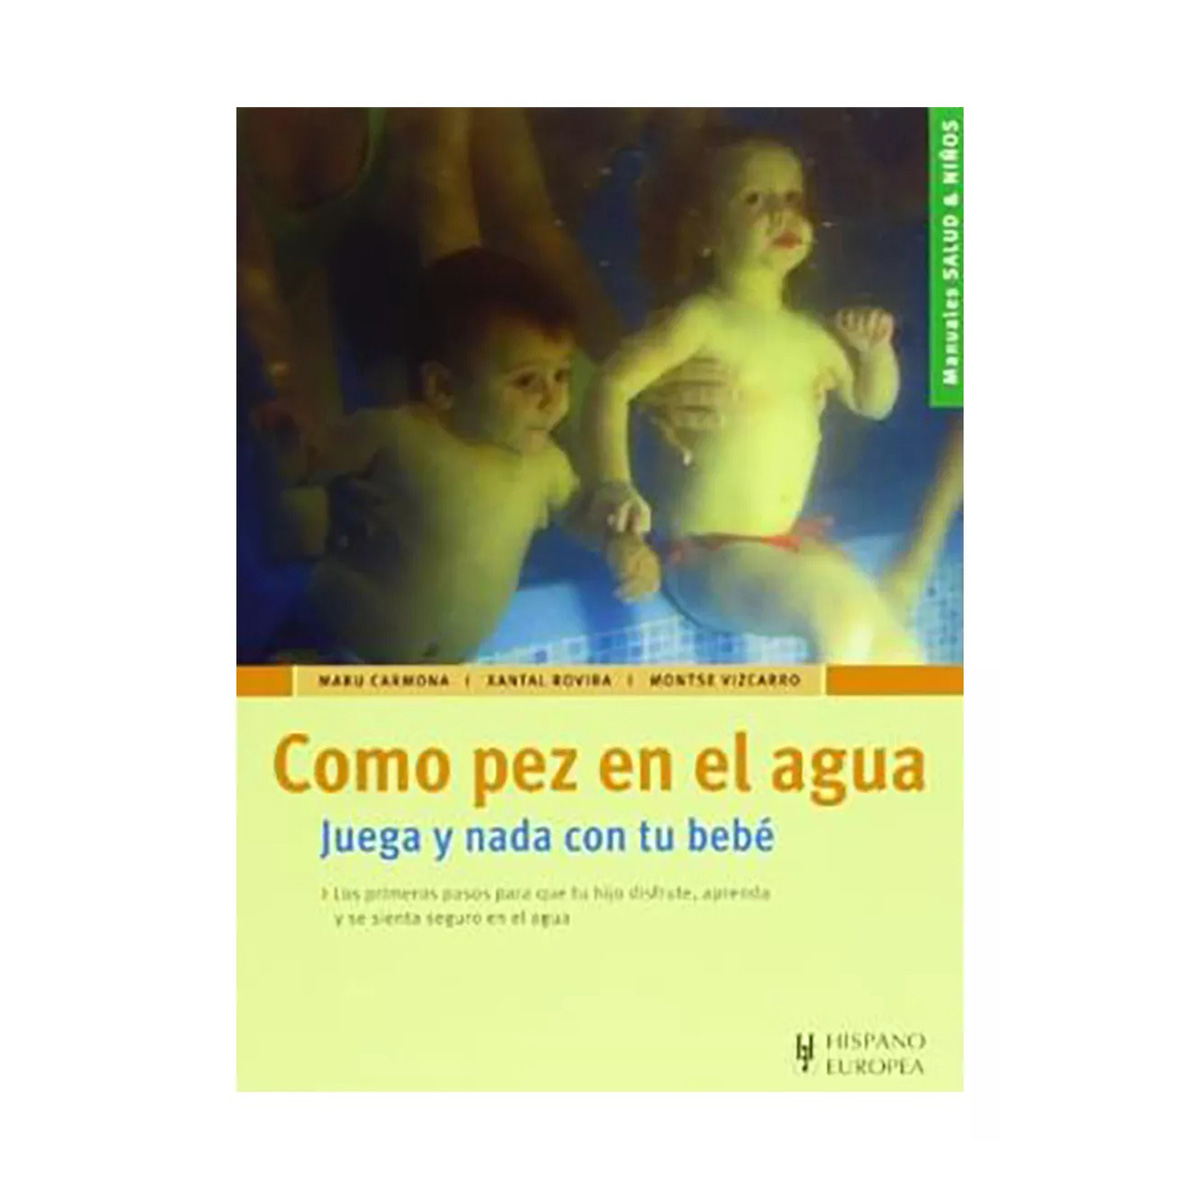 Manuales SALUD & NIÑOS
MARU CARMONA | XANTAL ROVIRA | MONTSE VIZCARRO
Como pez en el agua
Juega y nada con tu bebé
› Los primeros pasos para que tu hijo disfrute, aprenda
y se sienta seguro en el agua
HISPANO
EUROPEA